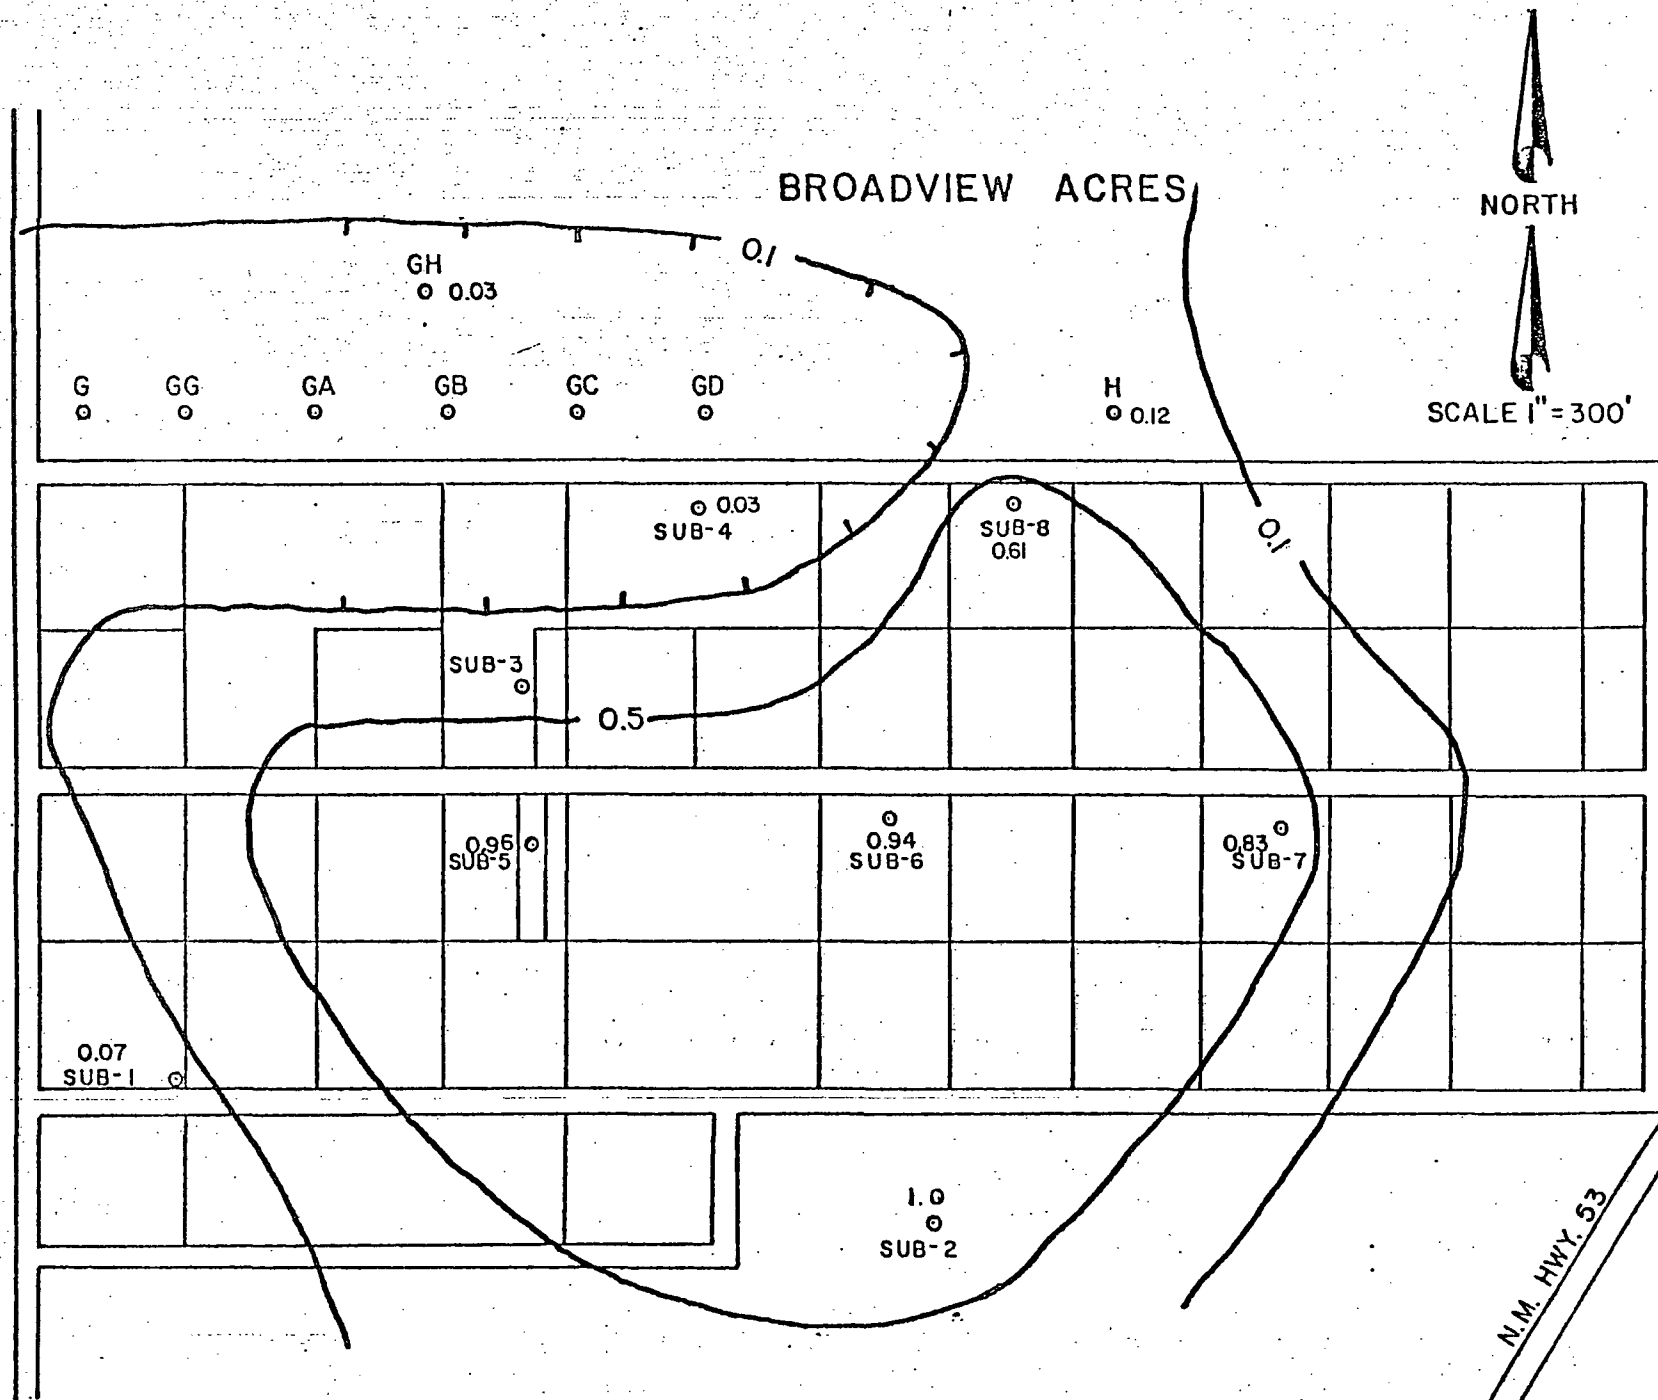 BROADVIEW ACRES
NORTH
SCALE 1"=300'
0.1
GH
0.03
G GG GA GB GC GD H
0.12
0.03
SUB-4
SUB-8
0.61
0.1
SUB-3
0.5
0.96
SUB-5
0.94
SUB-6
0.83
SUB-7
0.07
SUB-1
1.0
SUB-2
N.M. HWY. 53